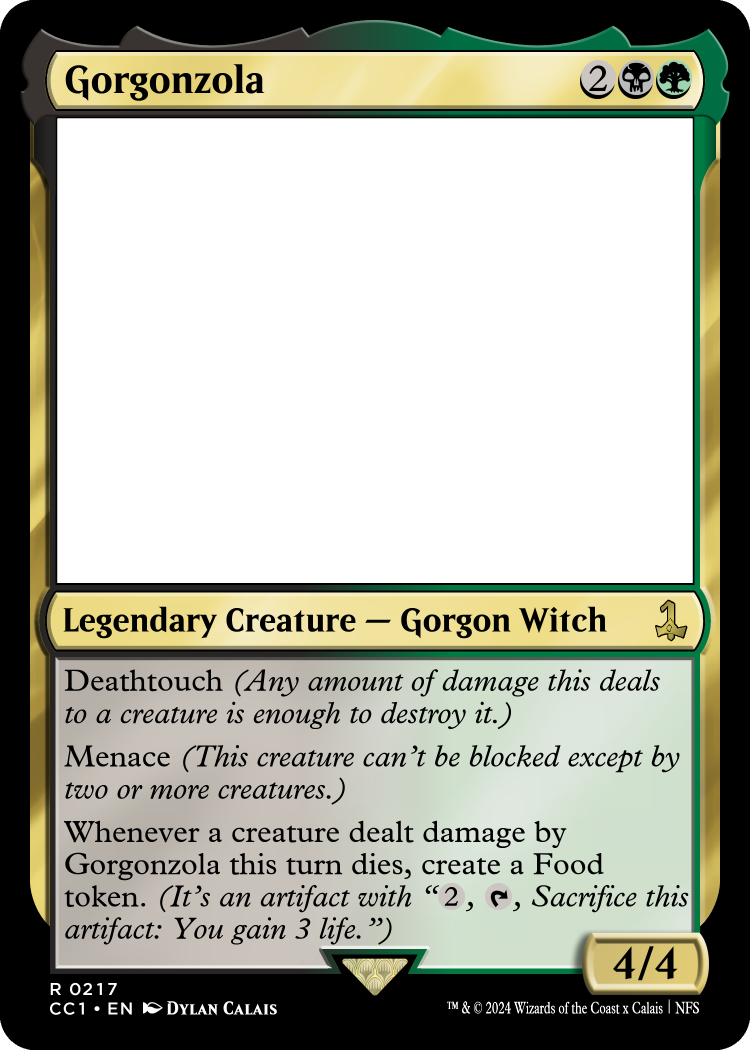 Gorgonzola 2
Legendary Creature — Gorgon Witch
Deathtouch (Any amount of damage this deals
to a creature is enough to destroy it.)
Menace (This creature can't be blocked except by
two or more creatures.)
Whenever a creature dealt damage by
Gorgonzola this turn dies, create a Food
token. (It's an artifact with “2, , Sacrifice this
artifact: You gain 3 life.”)
4/4
R 0217
CC1 • EN DYLAN CALAIS
™ & © 2024 Wizards of the Coast x Calais | NFS